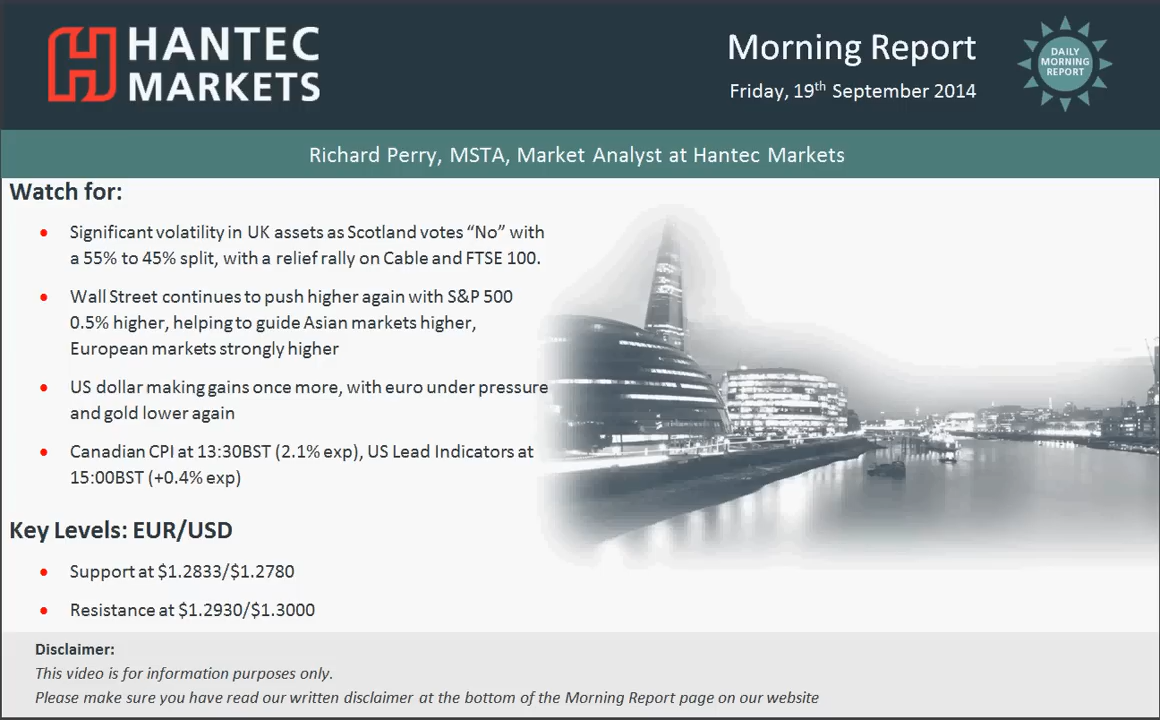 HANTEC
MARKETS
Morning Report
Friday, 19th September 2014
DAILY
MORNING
REPORT
Richard Perry, MSTA, Market Analyst at Hantec Markets
Watch for:
• Significant volatility in UK assets as Scotland votes “No” with
a 55% to 45% split, with a relief rally on Cable and FTSE 100.
• Wall Street continues to push higher again with S&P 500
0.5% higher, helping to guide Asian markets higher,
European markets strongly higher
• US dollar making gains once more, with euro under pressure
and gold lower again
• Canadian CPI at 13:30BST (2.1% exp), US Lead Indicators at
15:00BST (+0.4% exp)
Key Levels: EUR/USD
• Support at $1.2833/$1.2780
• Resistance at $1.2930/$1.3000
Disclaimer:
This video is for information purposes only.
Please make sure you have read our written disclaimer at the bottom of the Morning Report page on our website